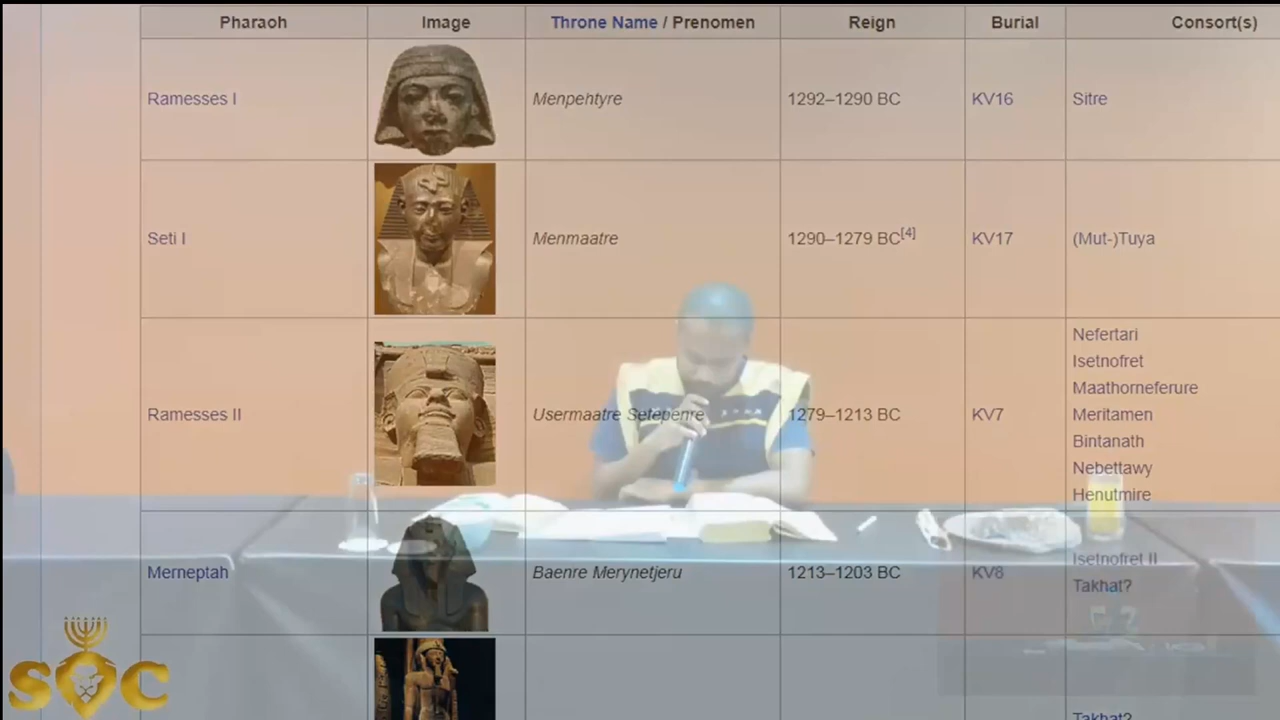 Pharaoh Image Throne Name / Prenomen Reign Burial Consort(s)
Ramesses I Menpehtyre 1292–1290 BC KV16 Sitre
Seti I Menmaatre 1290–1279 BC[4] KV17 (Mut-)Tuya
Ramesses II Usermaatre Setepenre 1279–1213 BC KV7
Nefertari
Isetnofret
Maathorneferure
Meritamen
Bintanath
Nebettawy
Henutmire
Merneptah Baenre Merynetjeru 1213–1203 BC KV8
Isetnofret II
Takhat?
Takhat?
SOC